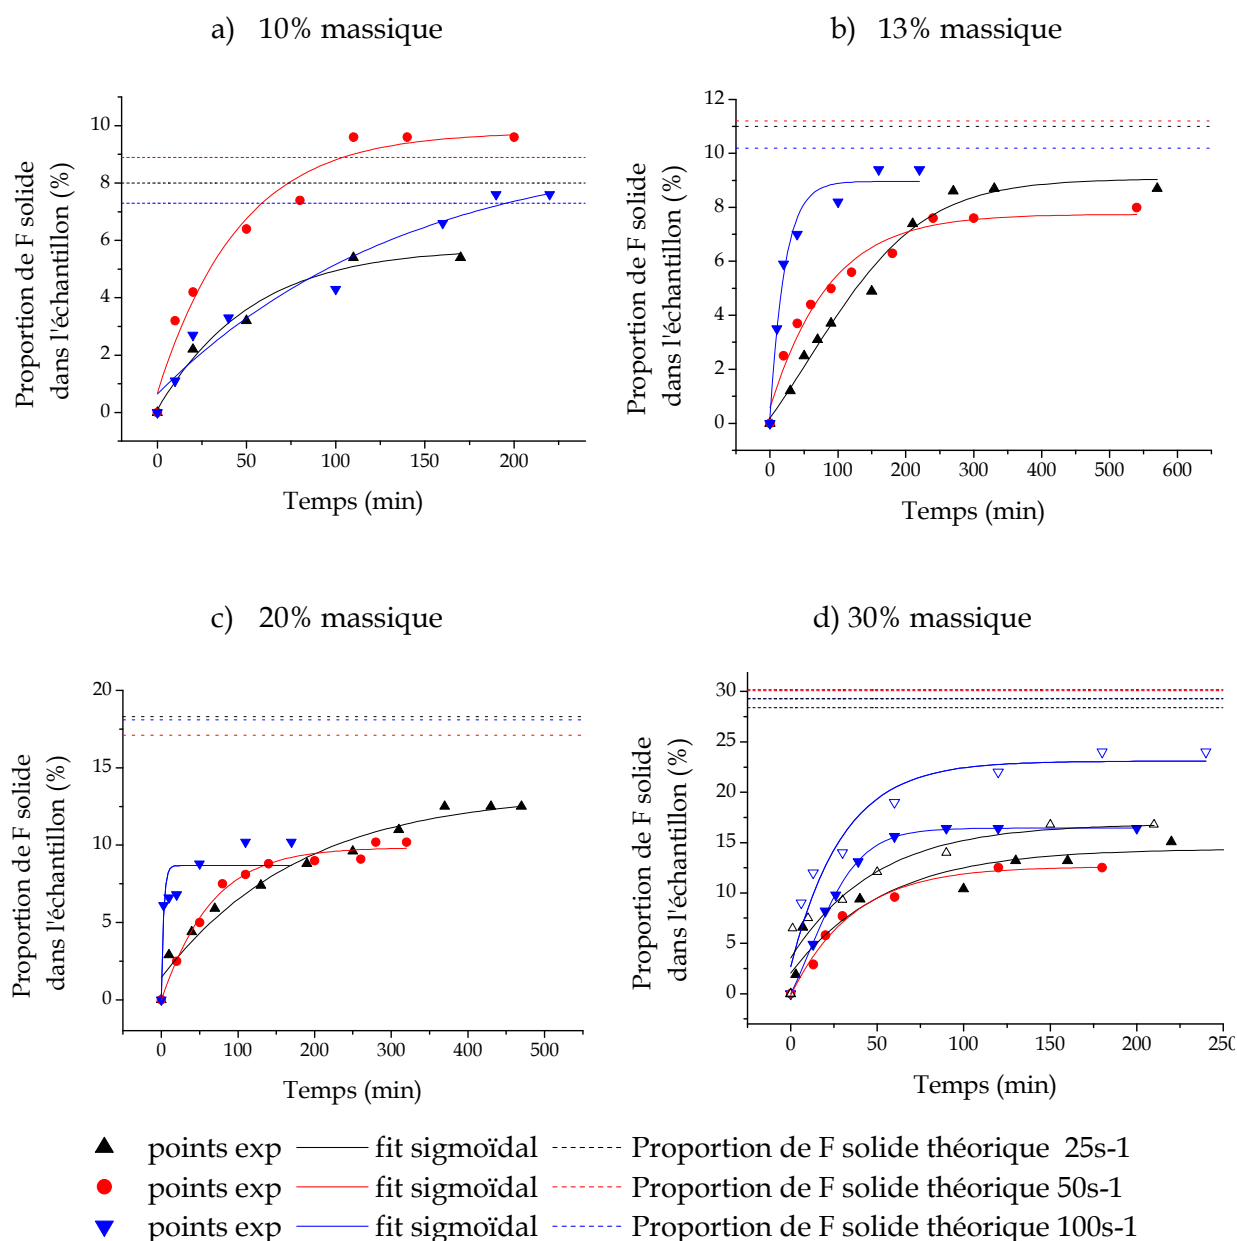 a) 10% massique
b) 13% massique
Proportion de F solide
dans l'échantillon (%)
10
8
6
4
2
0
0 50 100 150 200
Temps (min)
Proportion de F solide
dans l'échantillon (%)
12
10
8
6
4
2
0
0 100 200 300 400 500 600
Temps (min)
c) 20% massique
d) 30% massique
Proportion de F solide
dans l'échantillon (%)
20
15
10
5
0
0 100 200 300 400 500
Temps (min)
Proportion de F solide
dans l'échantillon (%)
30
25
20
15
10
5
0
0 50 100 150 200 250
Temps (min)
points exp fit sigmoïdal Proportion de F solide théorique 25s-1
points exp fit sigmoïdal Proportion de F solide théorique 50s-1
points exp fit sigmoïdal Proportion de F solide théorique 100s-1